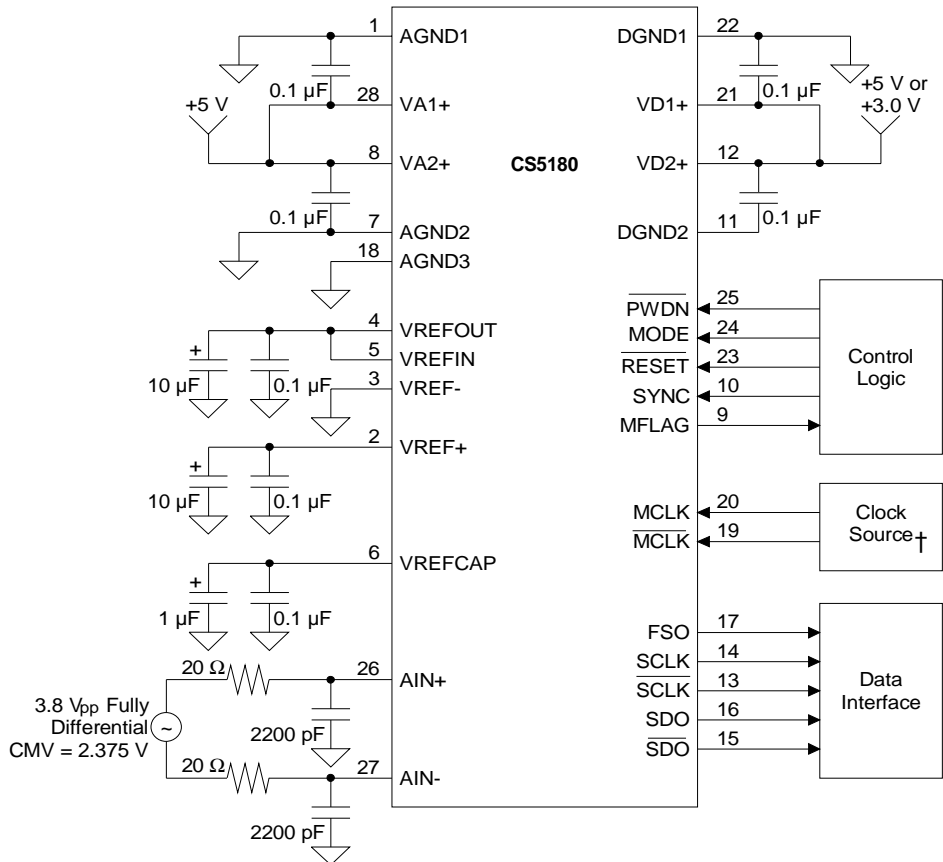 1
AGND1
DGND1
22
0.1 µF
0.1 µF
+5 V
28
VA1+
VD1+
21
+5 V or
+3.0 V
8
VA2+
CS5180
VD2+
12
0.1 µF
0.1 µF
7
AGND2
DGND2
11
18
AGND3
4
VREFOUT
5
VREFIN
10 µF
0.1 µF
3
VREF-
2
VREF+
10 µF
0.1 µF
6
VREFCAP
1 µF
0.1 µF
+
+
+
PWDN
25
MODE
24
RESET
23
SYNC
10
MFLAG
9
Control
Logic
MCLK
20
MCLK
19
Clock
Source†
FSO
17
SCLK
14
SCLK
13
SDO
16
SDO
15
Data
Interface
20 Ω
26
AIN+
3.8 Vpp Fully
Differential
CMV = 2.375 V
~
2200 pF
20 Ω
27
AIN-
2200 pF